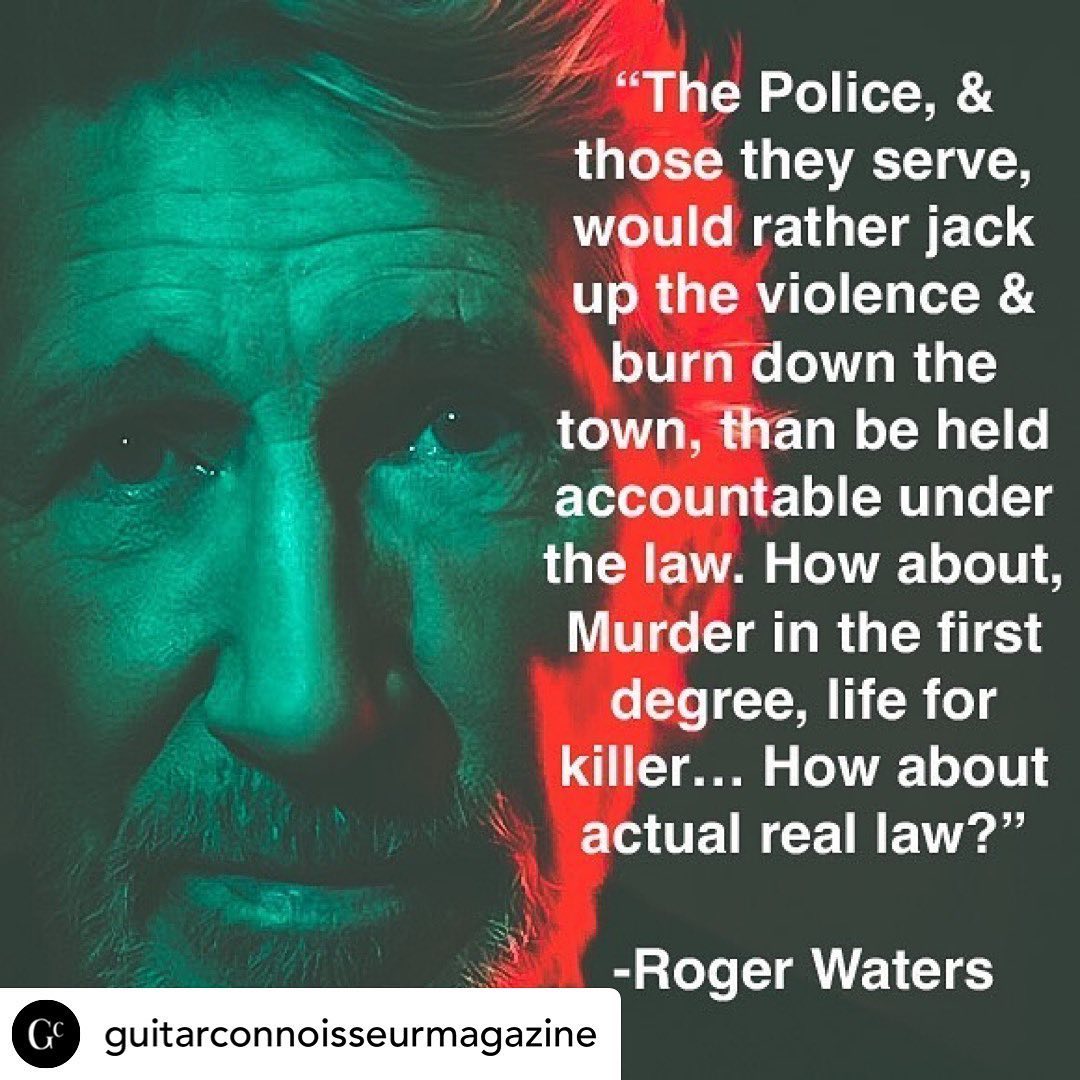 “The Police, &
those they serve,
would rather jack
up the violence &
burn down the
town, than be held
accountable under
the law. How about,
Murder in the first
degree, life for
killer... How about
actual real law?”
-Roger Waters
Gc guitarconnoisseurmagazine